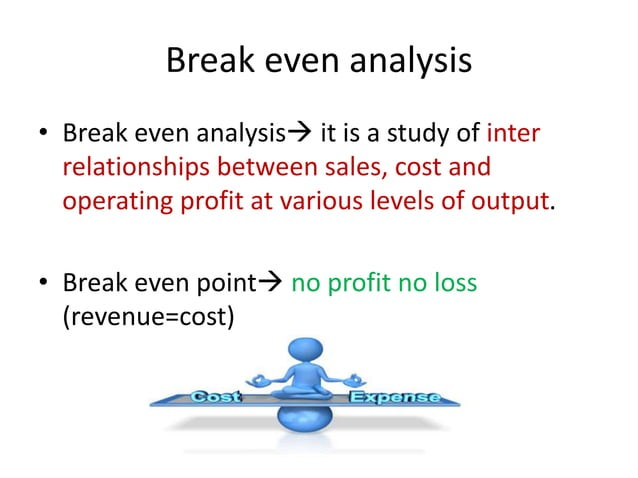 Break even analysis
• Break even analysis→ it is a study of inter
relationships between sales, cost and
operating profit at various levels of output.
• Break even point→ no profit no loss
(revenue=cost)
Cost Expense